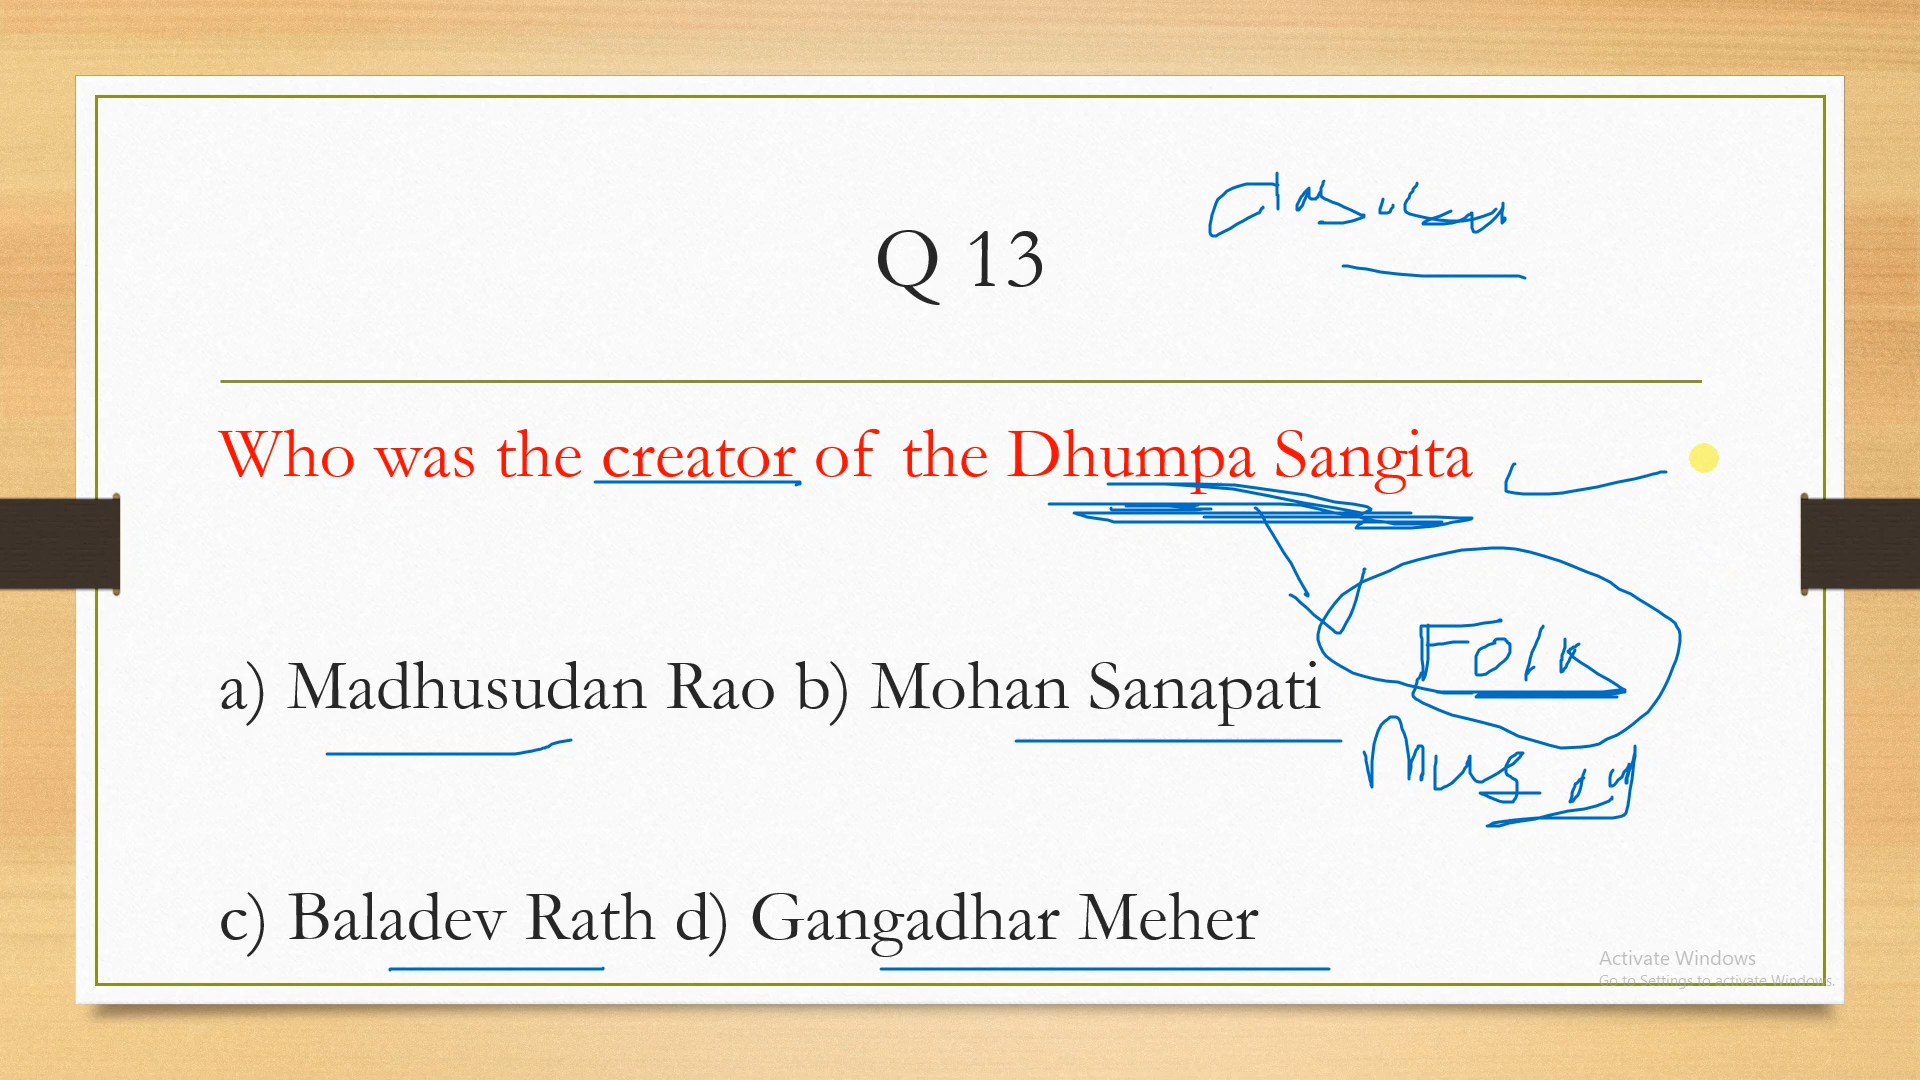 Q 13
Who was the creator of the Dhumpa Sangita
Folk
a) Madhusudan Rao b) Mohan Sanapati
c) Baladev Rath d) Gangadhar Meher
Activate Windows
Go to Settings to activate Windows.